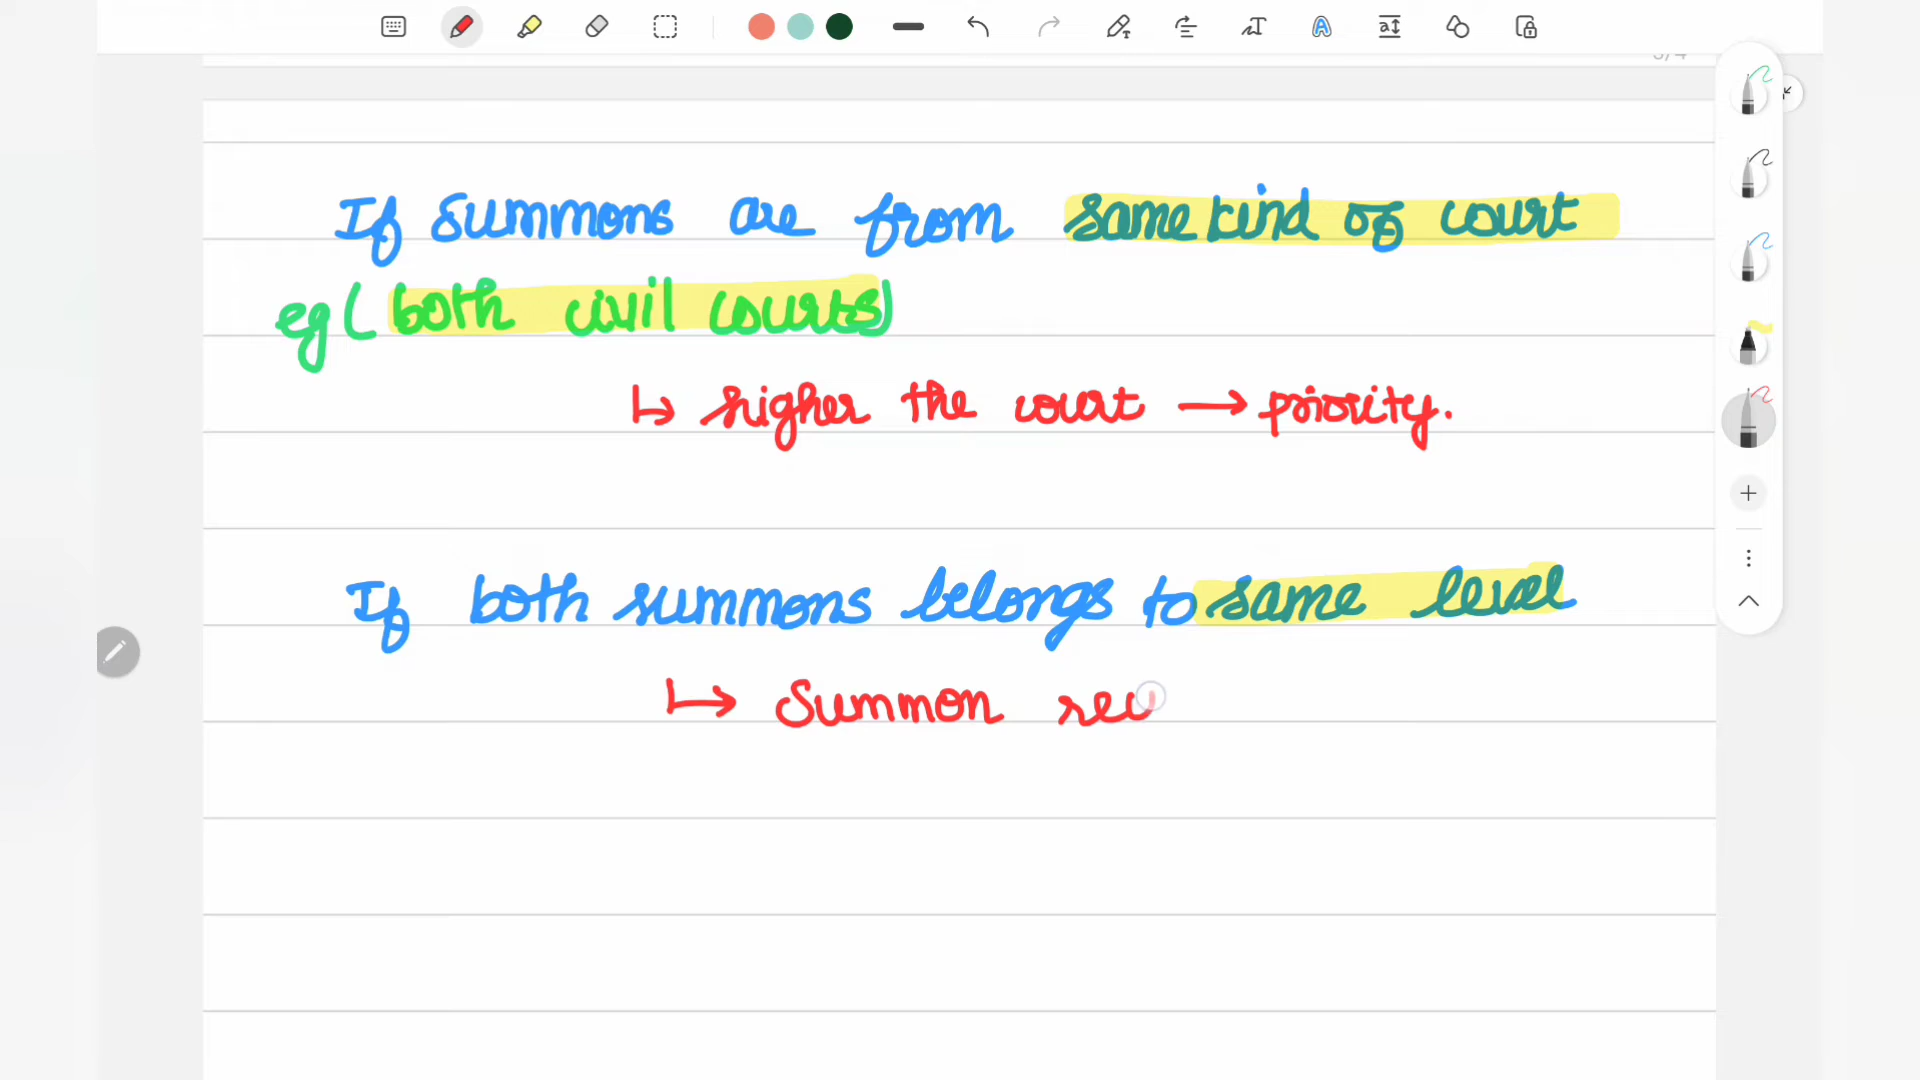 If summons are from same kind of court
eg ( both civil courts)
↳ higher the court → priority.
If both summons belongs to same level
↳ Summon rec